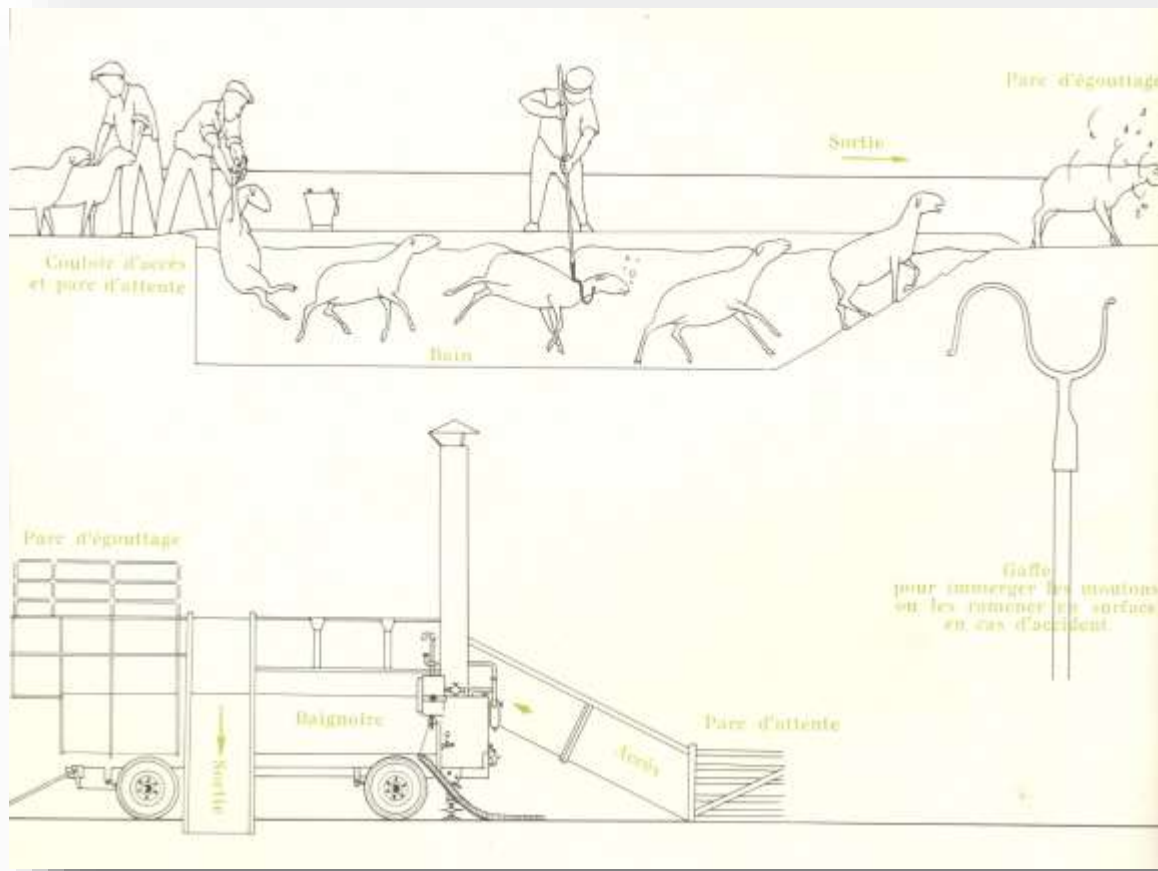 Parc d'égouttage
Sortie
Couloir d'accès
et parc d'attente
Bain
Gaffe
pour immerger les moutons
ou les ramener en surface
en cas d'accident.
Parc d'égouttage
Baignoire
Parc d'attente
Accès
Sortie